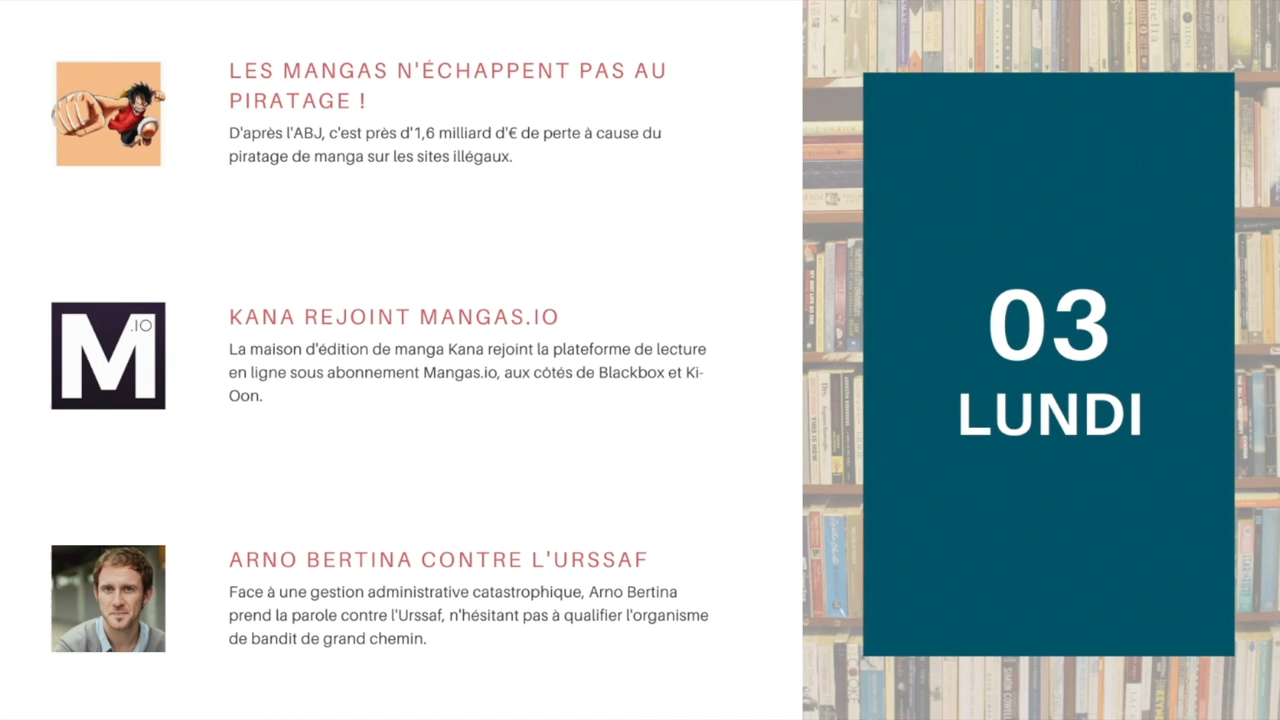 LES MANGAS N'ÉCHAPPENT PAS AU
PIRATAGE !
D'après l'ABJ, c'est près d'1,6 milliard d'€ de perte à cause du
piratage de manga sur les sites illégaux.
M
.IO
KANA REJOINT MANGAS.IO
La maison d'édition de manga Kana rejoint la plateforme de lecture
en ligne sous abonnement Mangas.io, aux côtés de Blackbox et Ki-
Oon.
ARNO BERTINA CONTRE L'URSSAF
Face à une gestion administrative catastrophique, Arno Bertina
prend la parole contre l'Urssaf, n'hésitant pas à qualifier l'organisme
de bandit de grand chemin.
03
LUNDI